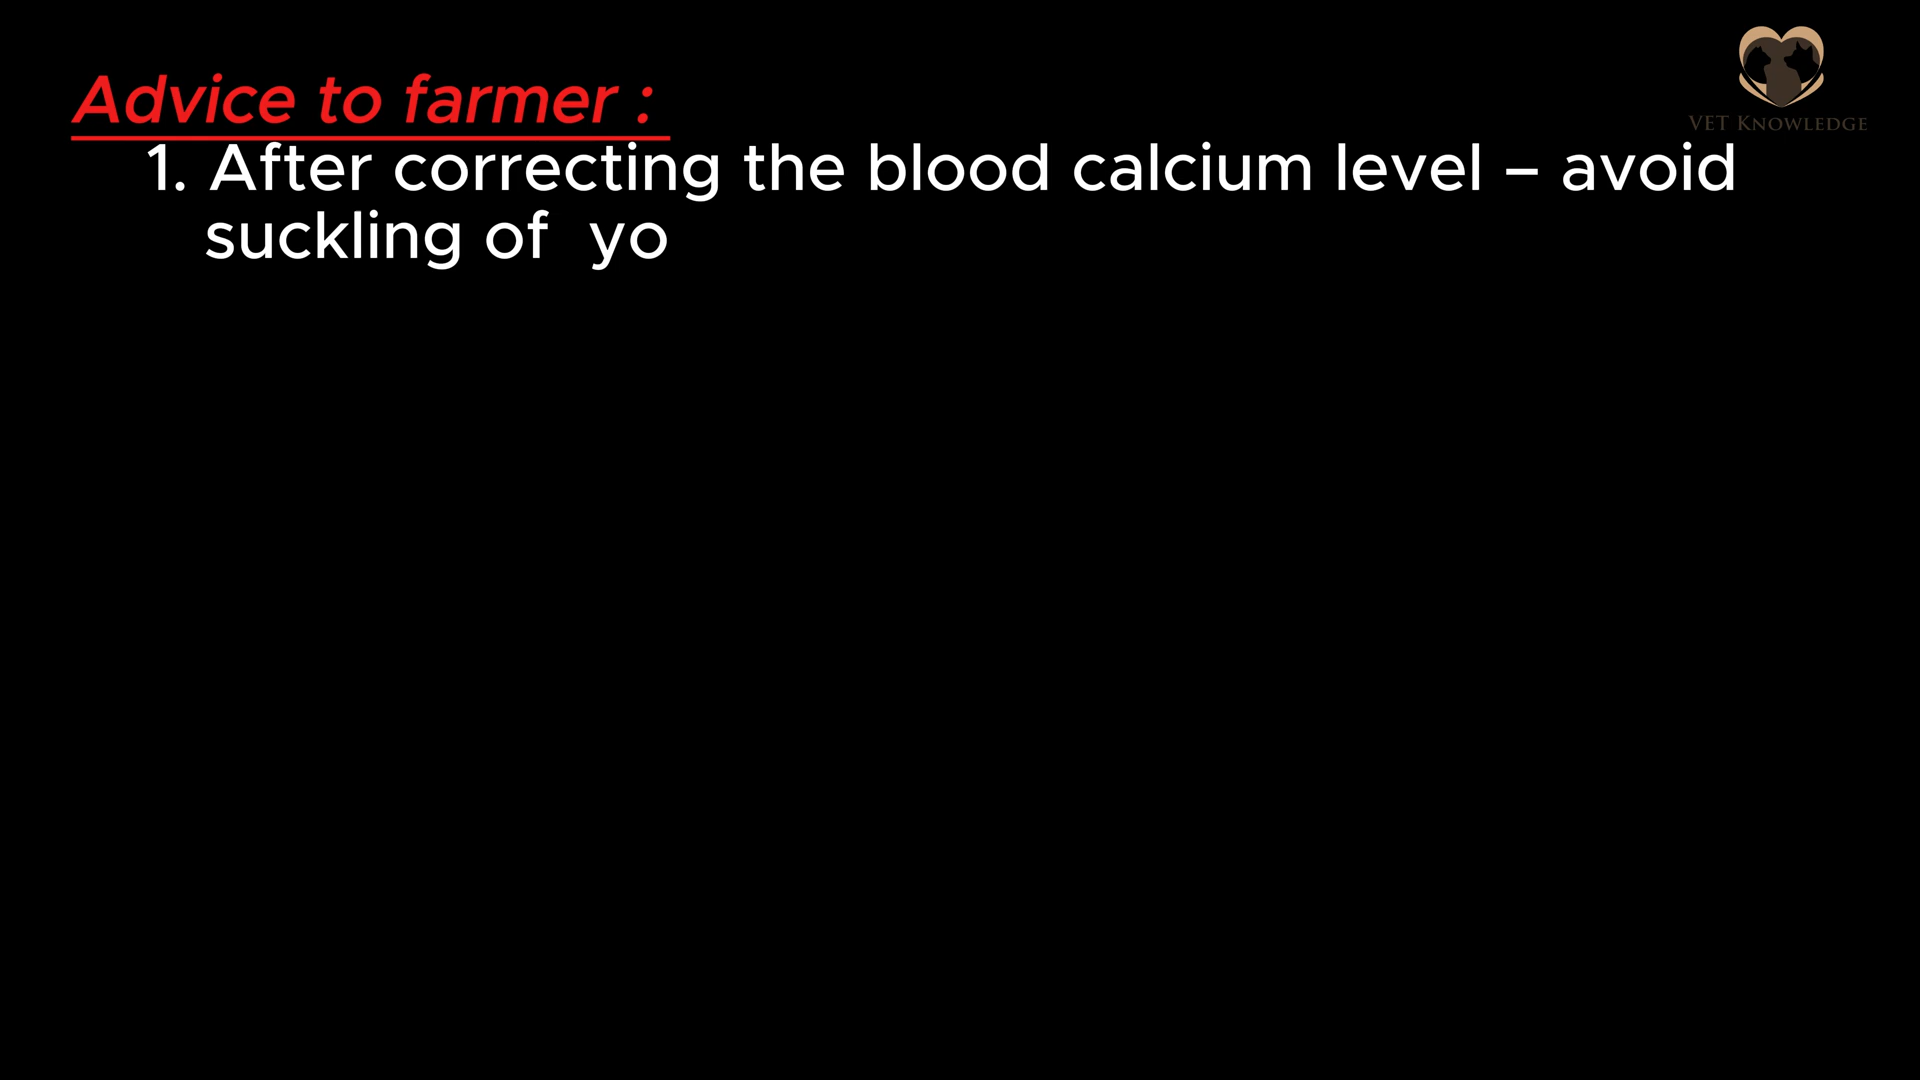 Advice to farmer :
VET KNOWLEDGE
1. After correcting the blood calcium level – avoid
suckling of yo